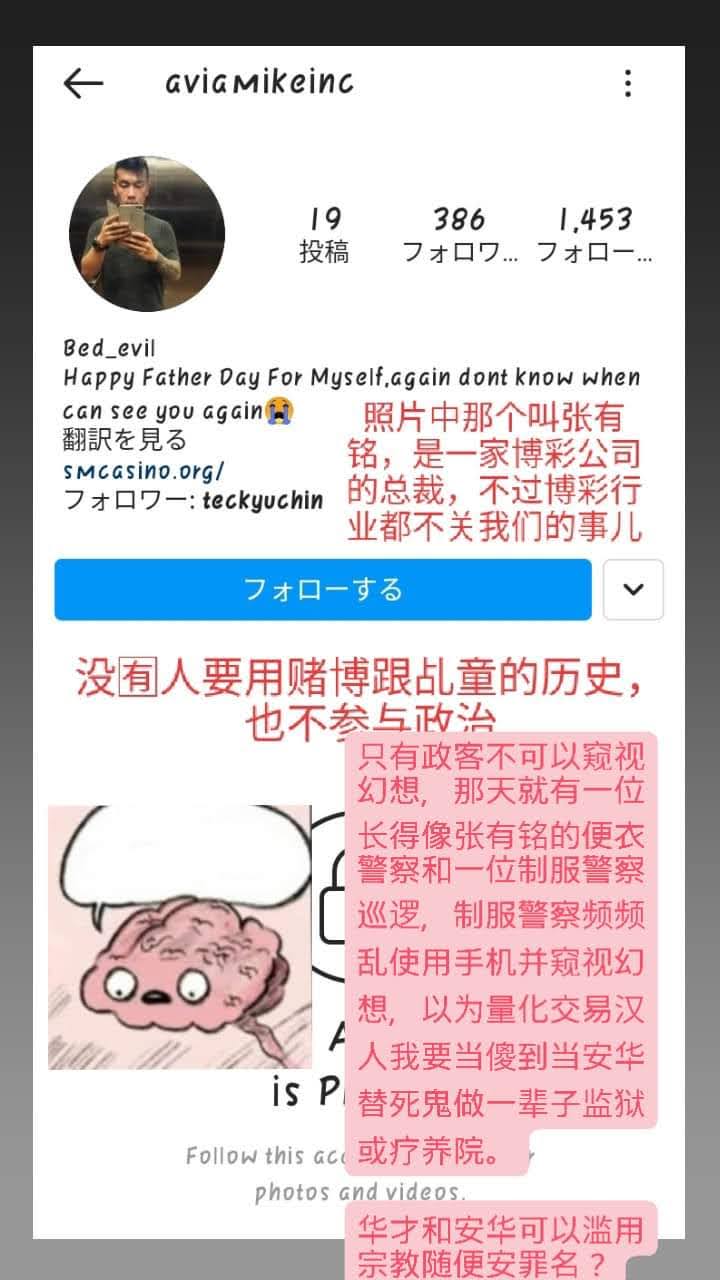 aviamikeinc
19 386 1,453
投稿 フォロワ... フォロー...
Bed_evil
Happy Father Day For Myself,again dont know when
can see you again😭
翻訳を見る
smcasino.org/
フォロワー: teckyuchin
照片中那个叫张有
铭，是一家博彩公司
的总裁，不过博彩行
业都不关我们的事儿
フォローする
没🈶人要用赌博跟乩童的历史，
也不参与政治
只有政客不可以窥视
幻想，那天就有一位
长得像张有铭的便衣
警察和一位制服警察
巡逻，制服警察频频
乱使用手机并窥视幻
想，以为量化交易汉
人我要当傻到当安华
替死鬼做一辈子监狱
或疗养院。
is P
Follow this acc
photos and videos.
华才和安华可以滥用
宗教随便安罪名？